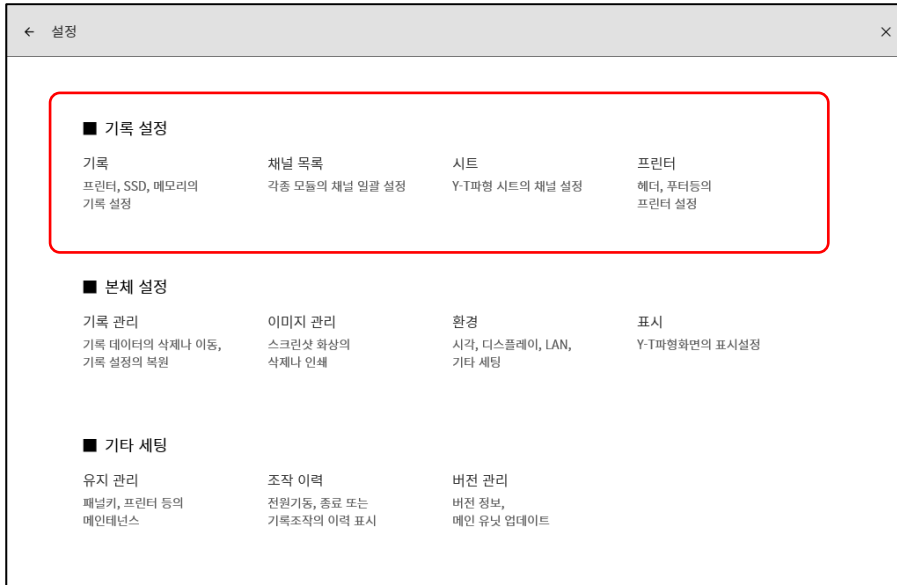 ← 설정 ×
■ 기록 설정
기록 채널 목록 시트 프린터
프린터, SSD, 메모리의 각종 모듈의 채널 일괄 설정 Y-T파형 시트의 채널 설정 헤더, 푸터등의
기록 설정 프린터 설정
■ 본체 설정
기록 관리 이미지 관리 환경 표시
기록 데이터의 삭제나 이동, 스크린샷 화상의 시각, 디스플레이, LAN, Y-T파형화면의 표시설정
기록 설정의 복원 삭제나 인쇄 기타 세팅
■ 기타 세팅
유지 관리 조작 이력 버전 관리
패널키, 프린터 등의 전원기동, 종료 또는 버전 정보,
메인테넌스 기록조작의 이력 표시 메인 유닛 업데이트